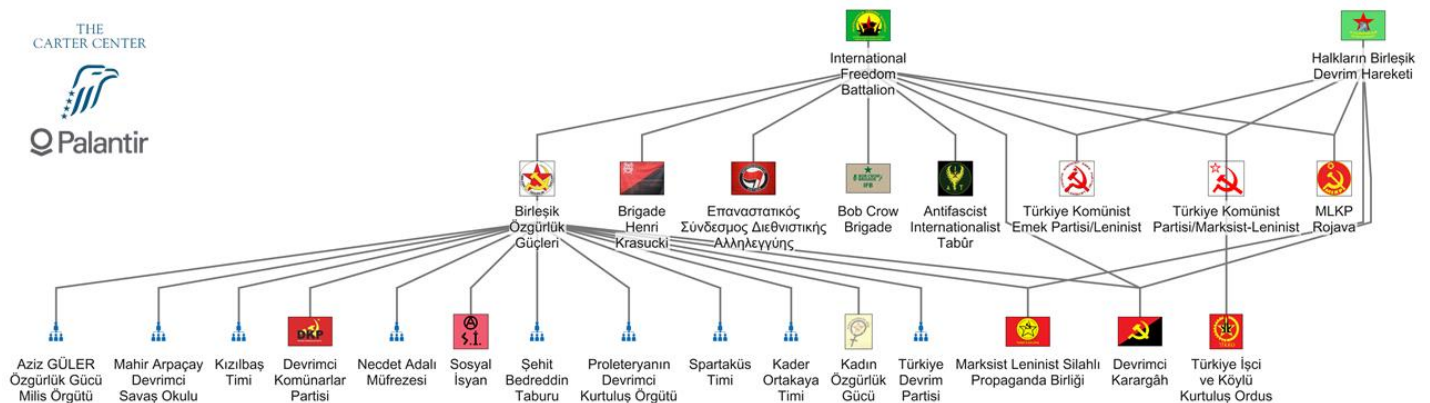 THE
CARTER CENTER
Palantir
International
Freedom
Battalion
Halkların Birleşik
Devrim Hareketi
Birleşik
Özgürlük
Güçleri
Brigade
Henri
Krasucki
Επαναστατικός
Σύνδεσμος Διεθνιστικής
Αλληλεγγύης
BOB CROW
BRIGADE
IFB
Bob Crow
Brigade
A I T
Antifascist
Internationalist
Tabûr
Türkiye Komünist
Emek Partisi/Leninist
Türkiye Komünist
Partisi/Marksist-Leninist
MLKP
Rojava
Aziz GÜLER
Özgürlük Gücü
Milis Örgütü
Mahir Arpaçay
Devrimci
Savaş Okulu
Kızılbaş
Timi
DKP
Devrimci
Komünarlar
Partisi
Necdet Adalı
Müfrezesi
S.İ.
Sosyal
İsyan
Şehit
Bedreddin
Taburu
Proleteryanın
Devrimci
Kurtuluş Örgütü
Spartaküs
Timi
Kader
Ortakaya
Timi
Kadın
Özgürlük
Gücü
Türkiye
Devrim
Partisi
Marksist Leninist Silahlı
Propaganda Birliği
Devrimci
Karargâh
Türkiye İşci
ve Köylü
Kurtuluş Ordus